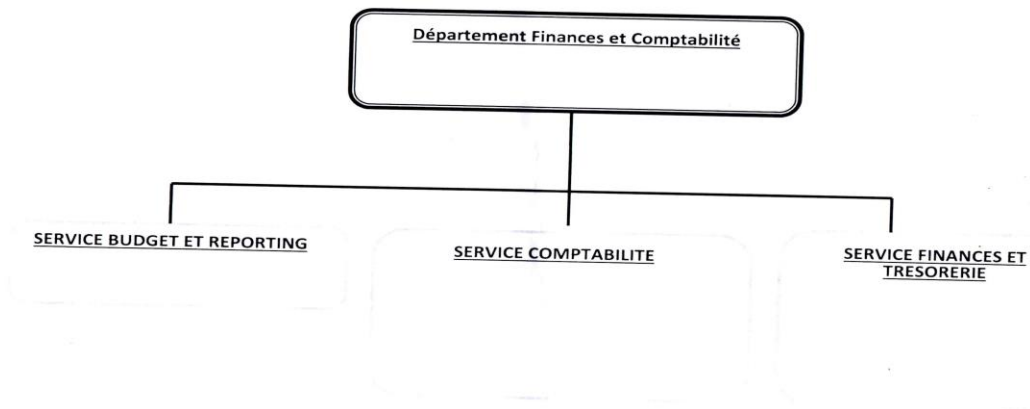 Département Finances et Comptabilité
SERVICE BUDGET ET REPORTING
SERVICE COMPTABILITE
SERVICE FINANCES ET
TRESORERIE